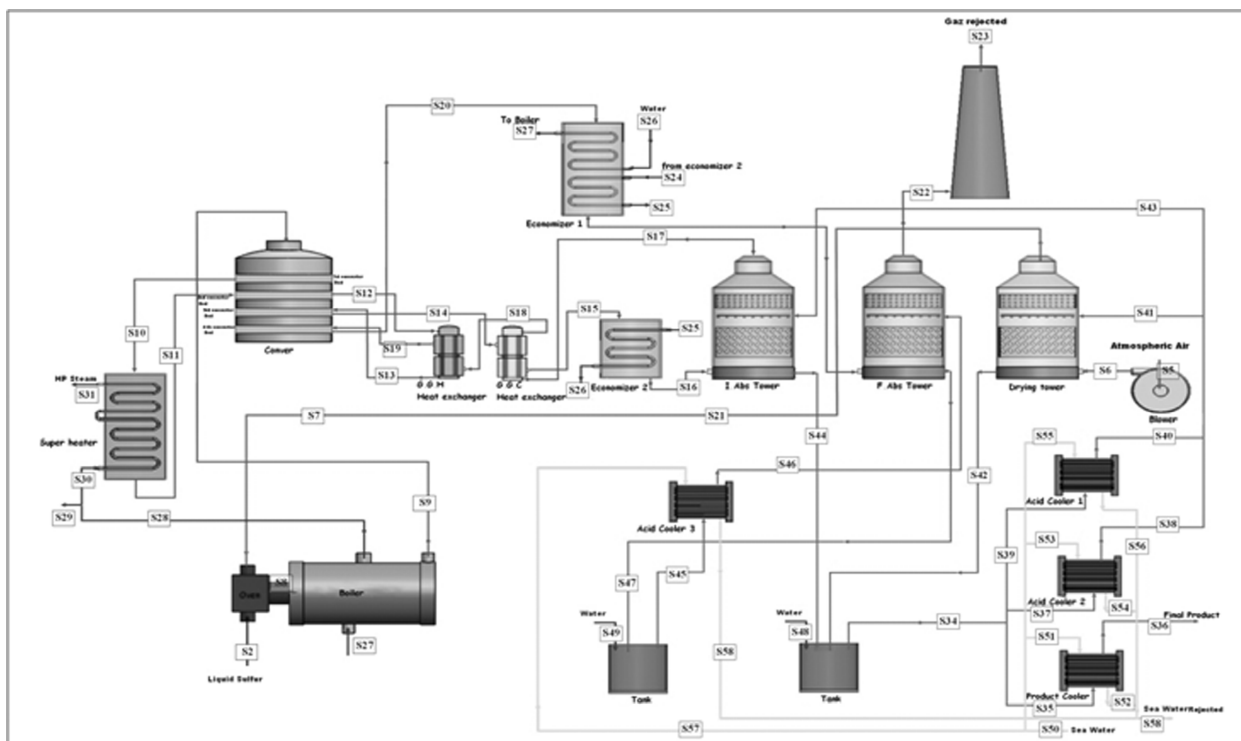 Gaz rejected
S23
S20
Water
S26
To Boiler
S27
from economizer 2
S24
S25
Economizer 1
S22
S43
S17
S12
S14
S18
S15
S25
S10
S11
S19
S13
Conver
G G M
Heat exchanger
G G C
Heat exchanger
S26
Economizer 2
S16
I Abs Tower
F Abs Tower
Drying tower
S41
Atmospheric Air
S6
S5
Blower
HP Steam
S31
Super heater
S30
S29
S28
S7
S21
S9
S44
S46
S42
S55
S40
Acid Cooler 1
S38
Acid Cooler 3
S56
S39
S53
S47
S45
Acid Cooler 2
S37
S54
Final Product
S36
Oven
S8
Boiler
S2
S27
Liquid Sulfer
Water
S49
Tank
S58
Water
S48
Tank
S34
S51
Product Cooler
S35
S52
Sea Water Rejected
S58
S57
S50
Sea Water